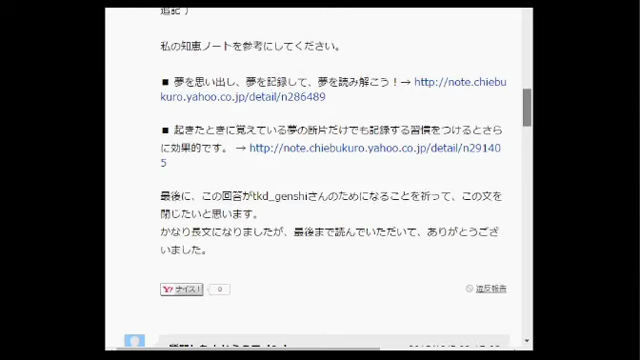 追記）
私の知恵ノートを参考にしてください。
■ 夢を思い出し、夢を記録して、夢を読み解こう！→ http://note.chiebu
kuro.yahoo.co.jp/detail/n286489
■ 起きたときに覚えている夢の断片だけでも記録する習慣をつけるとさら
に効果的です。 → http://note.chiebukuro.yahoo.co.jp/detail/n29140
5
最後に、この回答がtkd_genshiさんのためになることを祈って、この文を
閉じたいと思います。
かなり長文になりましたが、最後まで読んでいただいて、ありがとうござ
いました。
Y! ナイス！ 0 違反報告